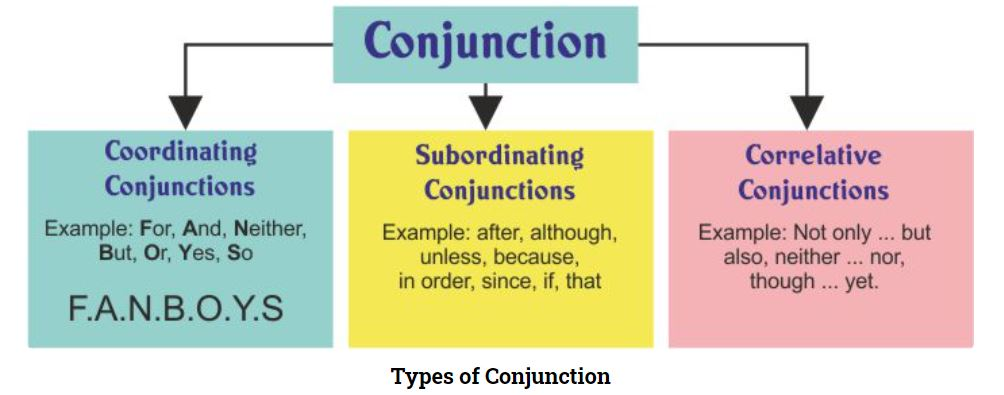 Conjunction
Coordinating
Conjunctions
Example: For, And, Neither,
But, Or, Yes, So
F.A.N.B.O.Y.S
Subordinating
Conjunctions
Example: after, although,
unless, because,
in order, since, if, that
Correlative
Conjunctions
Example: Not only ... but
also, neither ... nor,
though ... yet.
Types of Conjunction